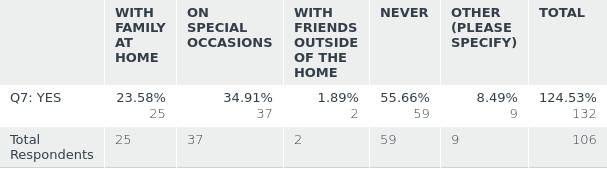 WITH FAMILY AT HOME ON SPECIAL OCCASIONS WITH FRIENDS OUTSIDE OF THE HOME NEVER OTHER (PLEASE SPECIFY) TOTAL
Q7: YES 23.58% 34.91% 1.89% 55.66% 8.49% 124.53%
25 37 2 59 9 132
Total Respondents 25 37 2 59 9 106